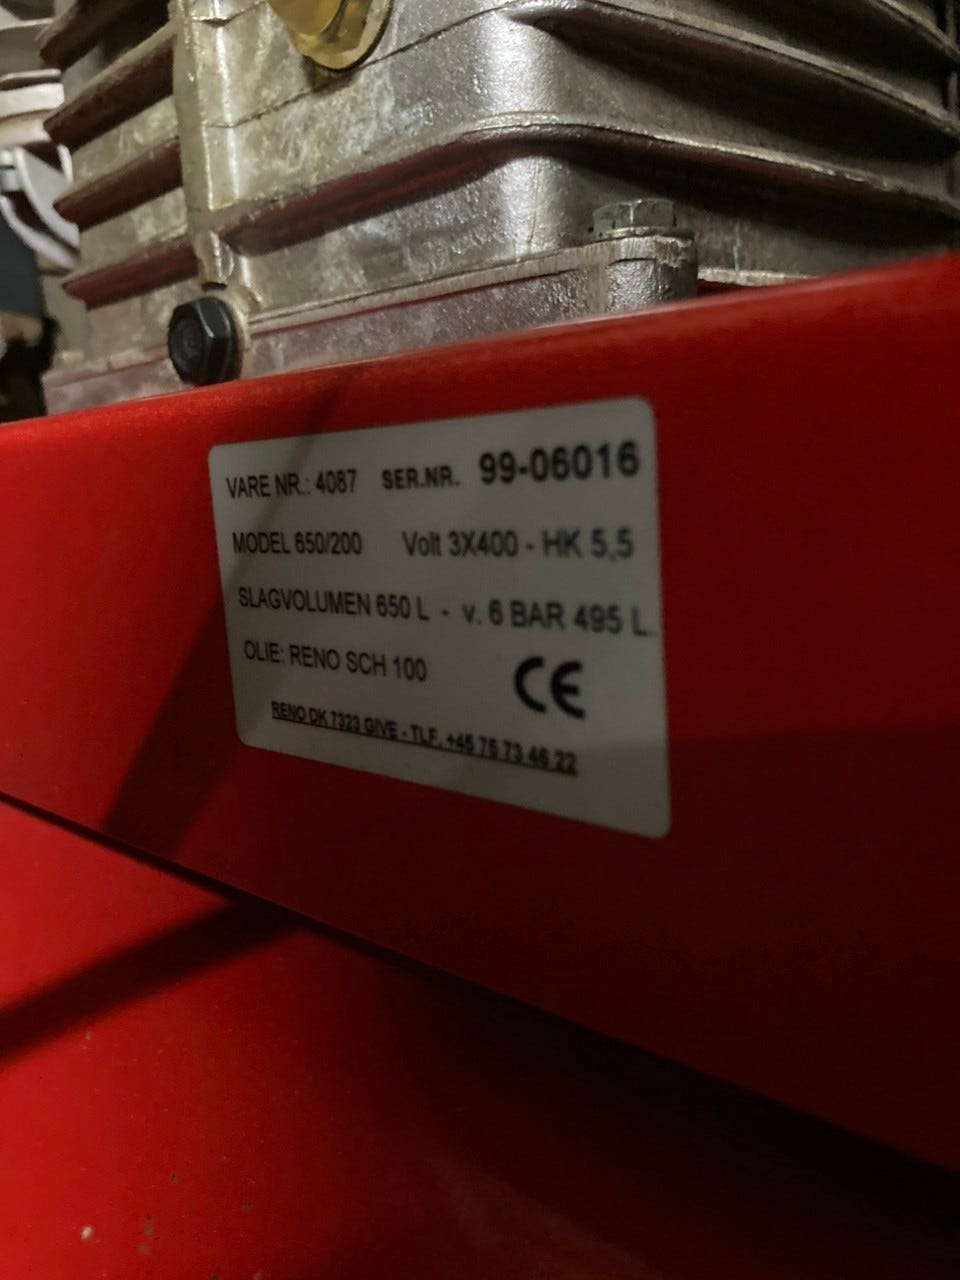 VARE NR.: 4087 SER.NR. 99-06016
MODEL 650/200 Volt 3X400 - HK 5,5
SLAGVOLUMEN 650 L - v. 6 BAR 495 L.
OLIE: RENO SCH 100
CE
RENO DK 7323 GIVE - TLF. +45 75 73 46 22